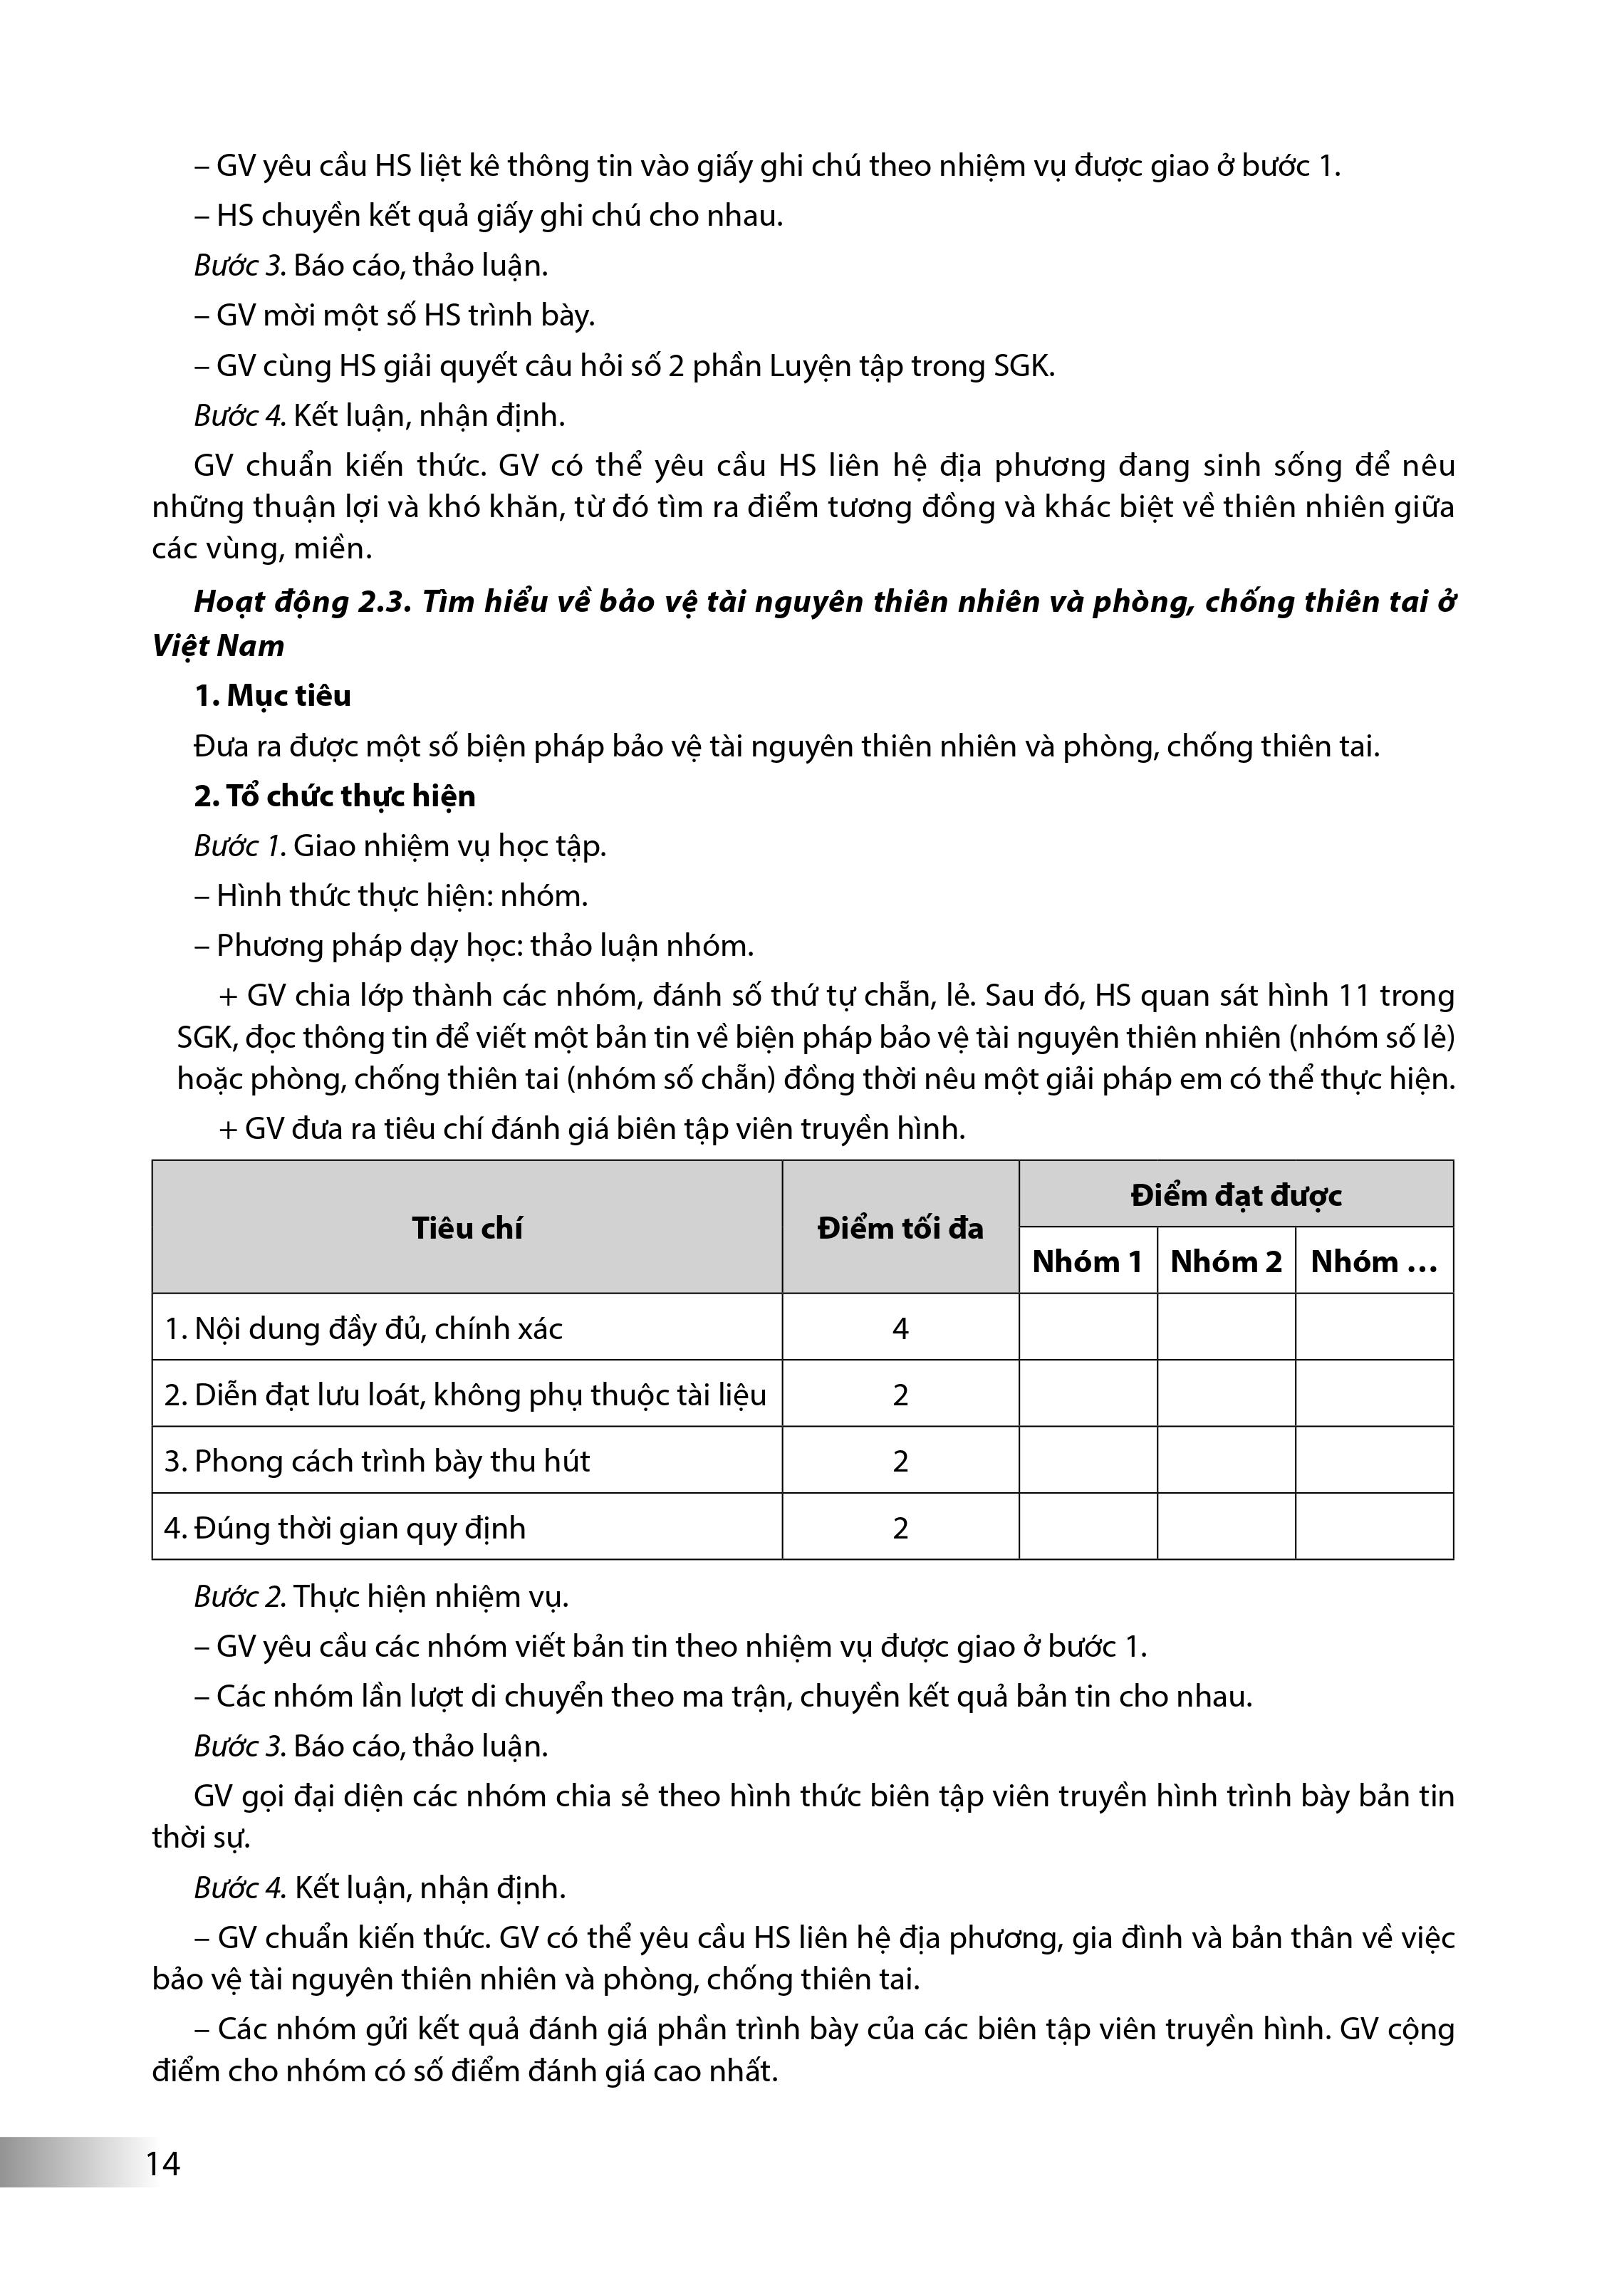 – GV yêu cầu HS liệt kê thông tin vào giấy ghi chú theo nhiệm vụ được giao ở bước 1.
– HS chuyền kết quả giấy ghi chú cho nhau.
Bước 3. Báo cáo, thảo luận.
– GV mời một số HS trình bày.
– GV cùng HS giải quyết câu hỏi số 2 phần Luyện tập trong SGK.
Bước 4. Kết luận, nhận định.
GV chuẩn kiến thức. GV có thể yêu cầu HS liên hệ địa phương đang sinh sống để nêu
những thuận lợi và khó khăn, từ đó tìm ra điểm tương đồng và khác biệt về thiên nhiên giữa
các vùng, miền.
Hoạt động 2.3. Tìm hiểu về bảo vệ tài nguyên thiên nhiên và phòng, chống thiên tai ở
Việt Nam
1. Mục tiêu
Đưa ra được một số biện pháp bảo vệ tài nguyên thiên nhiên và phòng, chống thiên tai.
2. Tổ chức thực hiện
Bước 1. Giao nhiệm vụ học tập.
– Hình thức thực hiện: nhóm.
– Phương pháp dạy học: thảo luận nhóm.
+ GV chia lớp thành các nhóm, đánh số thứ tự chẵn, lẻ. Sau đó, HS quan sát hình 11 trong
SGK, đọc thông tin để viết một bản tin về biện pháp bảo vệ tài nguyên thiên nhiên (nhóm số lẻ)
hoặc phòng, chống thiên tai (nhóm số chẵn) đồng thời nêu một giải pháp em có thể thực hiện.
+ GV đưa ra tiêu chí đánh giá biên tập viên truyền hình.
Tiêu chí Điểm tối đa Điểm đạt được
Nhóm 1 Nhóm 2 Nhóm ...
1. Nội dung đầy đủ, chính xác 4
2. Diễn đạt lưu loát, không phụ thuộc tài liệu 2
3. Phong cách trình bày thu hút 2
4. Đúng thời gian quy định 2
Bước 2. Thực hiện nhiệm vụ.
– GV yêu cầu các nhóm viết bản tin theo nhiệm vụ được giao ở bước 1.
– Các nhóm lần lượt di chuyển theo ma trận, chuyền kết quả bản tin cho nhau.
Bước 3. Báo cáo, thảo luận.
GV gọi đại diện các nhóm chia sẻ theo hình thức biên tập viên truyền hình trình bày bản tin
thời sự.
Bước 4. Kết luận, nhận định.
– GV chuẩn kiến thức. GV có thể yêu cầu HS liên hệ địa phương, gia đình và bản thân về việc
bảo vệ tài nguyên thiên nhiên và phòng, chống thiên tai.
– Các nhóm gửi kết quả đánh giá phần trình bày của các biên tập viên truyền hình. GV cộng
điểm cho nhóm có số điểm đánh giá cao nhất.
14